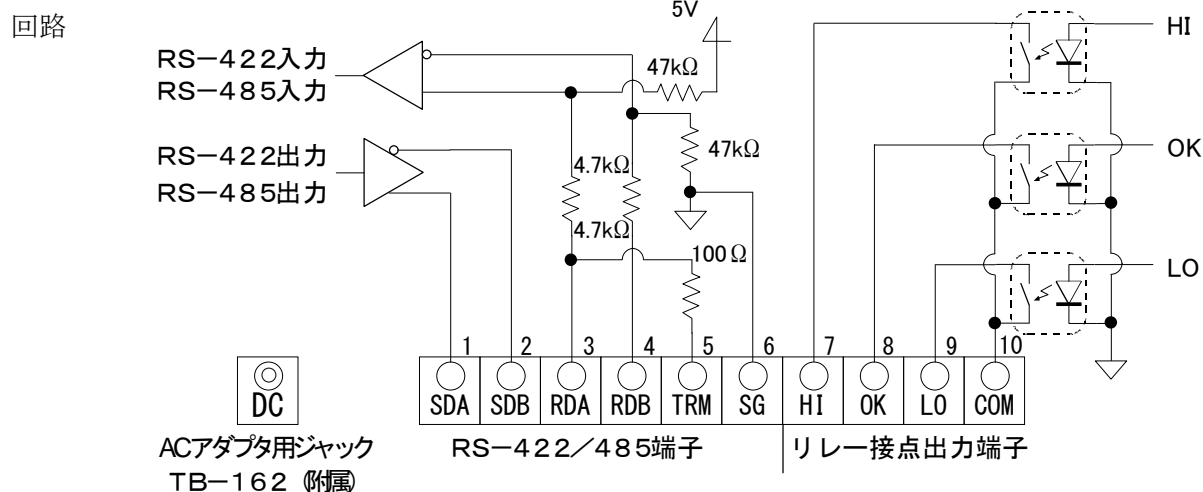 回路
5V
HI
RS-422入力
RS-485入力
47kΩ
RS-422出力
RS-485出力
4.7kΩ
47kΩ
OK
4.7kΩ
100Ω
LO
1 2 3 4 5 6 7 8 9 10
DC
SDA SDB RDA RDB TRM SG HI OK LO COM
ACアダプタ用ジャック
TB-162 (附属)
RS-422/485端子
リレー接点出力端子